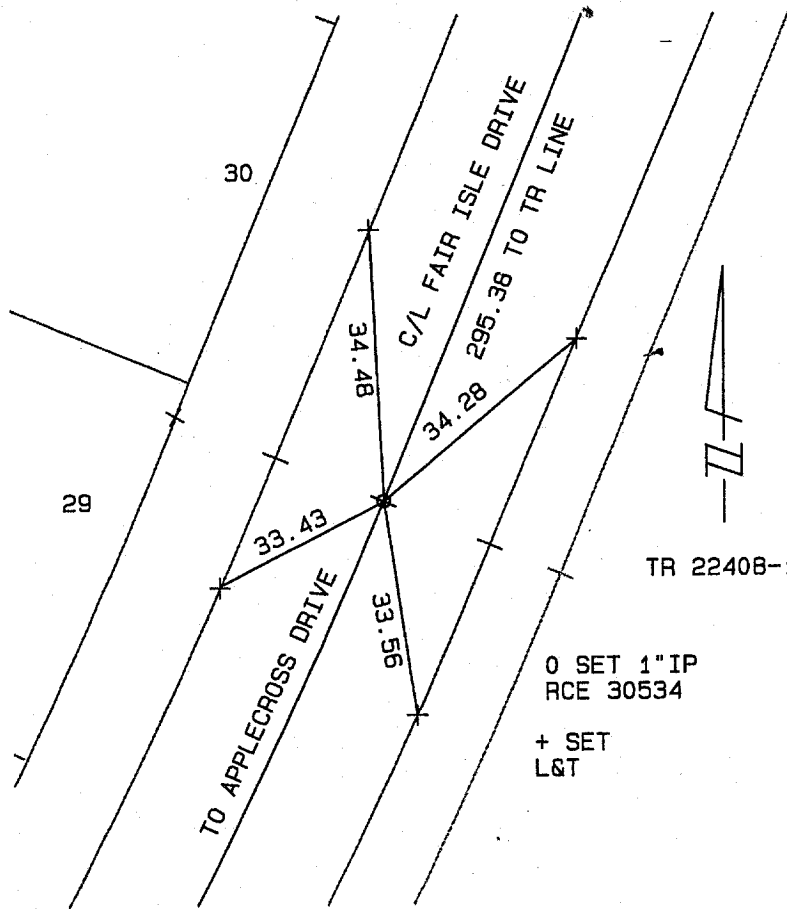 30
C/L FAIR ISLE DRIVE
295.38 TO TR LINE
34.48
34.28
29
33.43
33.56
TO APPLECROSS DRIVE
N
TR 22408-
O SET 1"IP
RCE 30534
+ SET
L&T